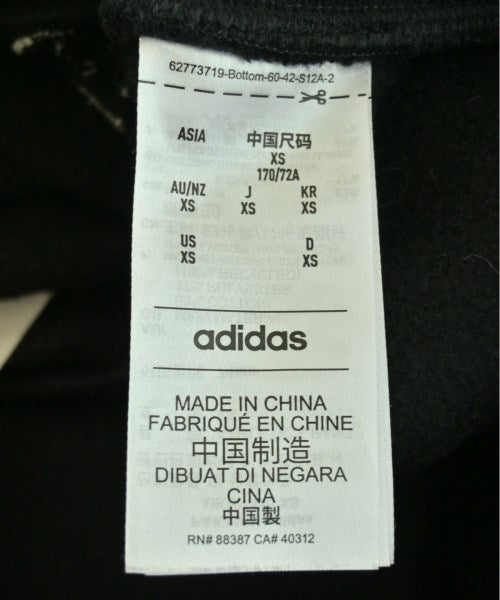 62773719-Bottom-60-42-S12A-2
ASIA 中国尺码
XS
170/72A
AU/NZ J KR
XS XS XS
US D
XS XS
adidas
MADE IN CHINA
FABRIQUÉ EN CHINE
中国制造
DIBUAT DI NEGARA
CINA
中国製
RN# 88387 CA# 40312